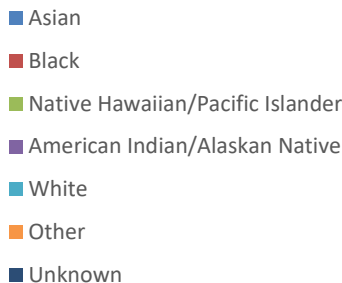 Asian
Black
Native Hawaiian/Pacific Islander
American Indian/Alaskan Native
White
Other
Unknown